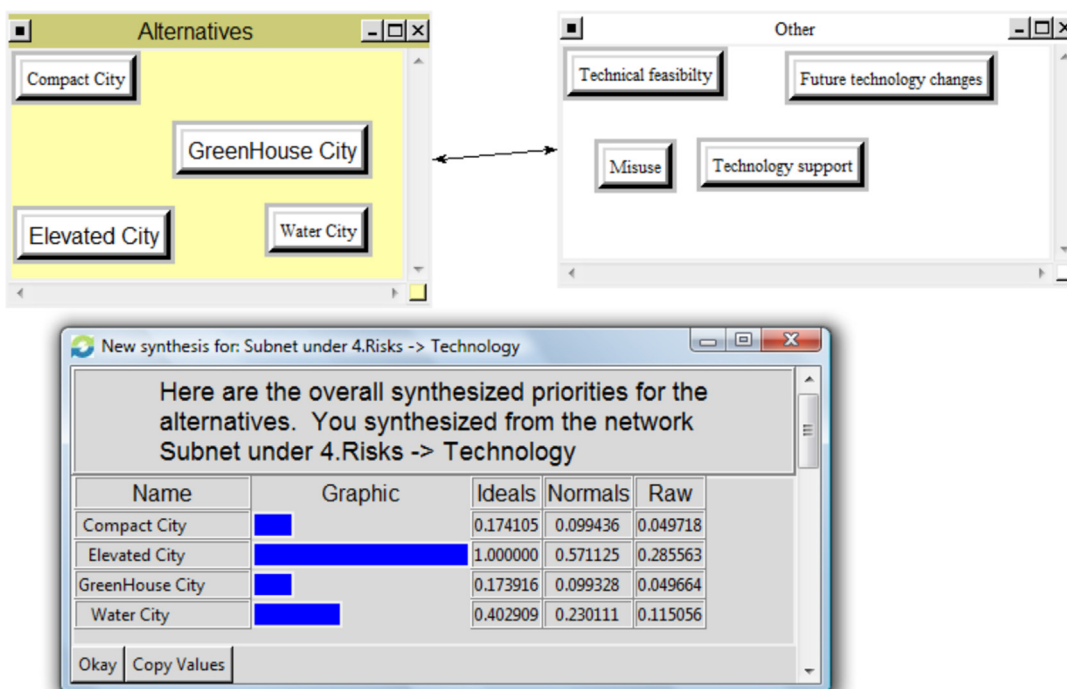 Alternatives
Compact City
GreenHouse City
Elevated City
Water City
Other
Technical feasibilty
Future technology changes
Misuse
Technology support
New synthesis for: Subnet under 4.Risks -> Technology
Here are the overall synthesized priorities for the
alternatives. You synthesized from the network
Subnet under 4.Risks -> Technology
Name Graphic Ideals Normals Raw
Compact City 0.174105 0.099436 0.049718
Elevated City 1.000000 0.571125 0.285563
GreenHouse City 0.173916 0.099328 0.049664
Water City 0.402909 0.230111 0.115056
Okay Copy Values